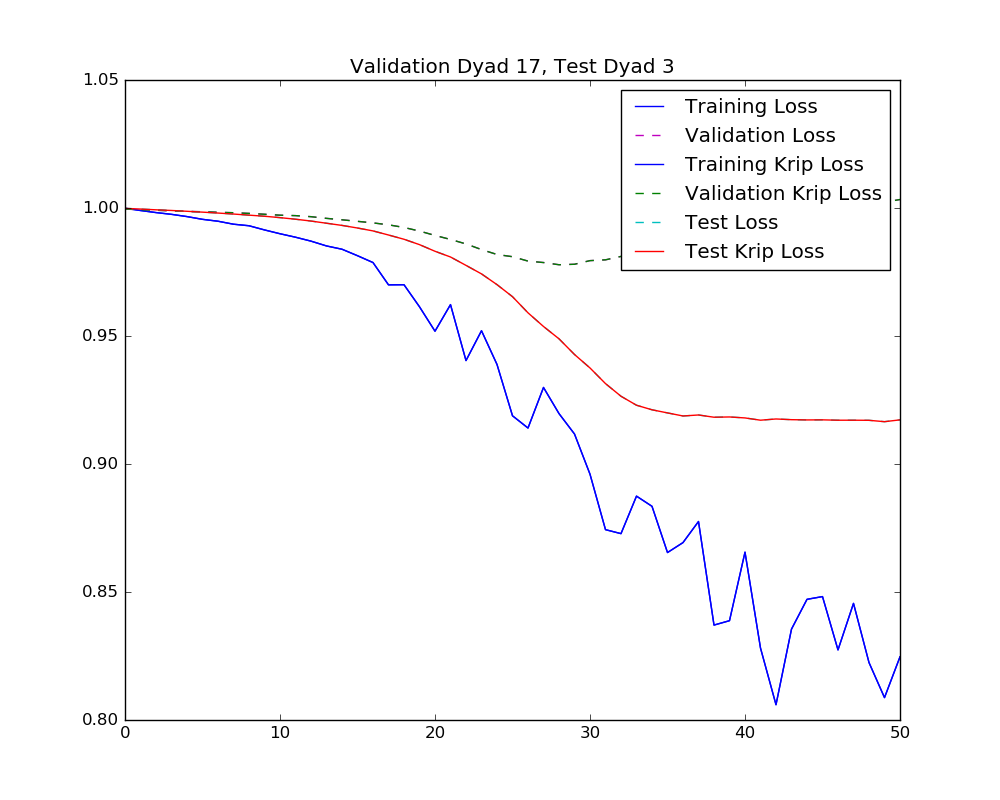 Validation Dyad 17, Test Dyad 3
1.05
1.00
0.95
0.90
0.85
0.80
0
10
20
30
40
50
Training Loss
Validation Loss
Training Krip Loss
Validation Krip Loss
Test Loss
Test Krip Loss